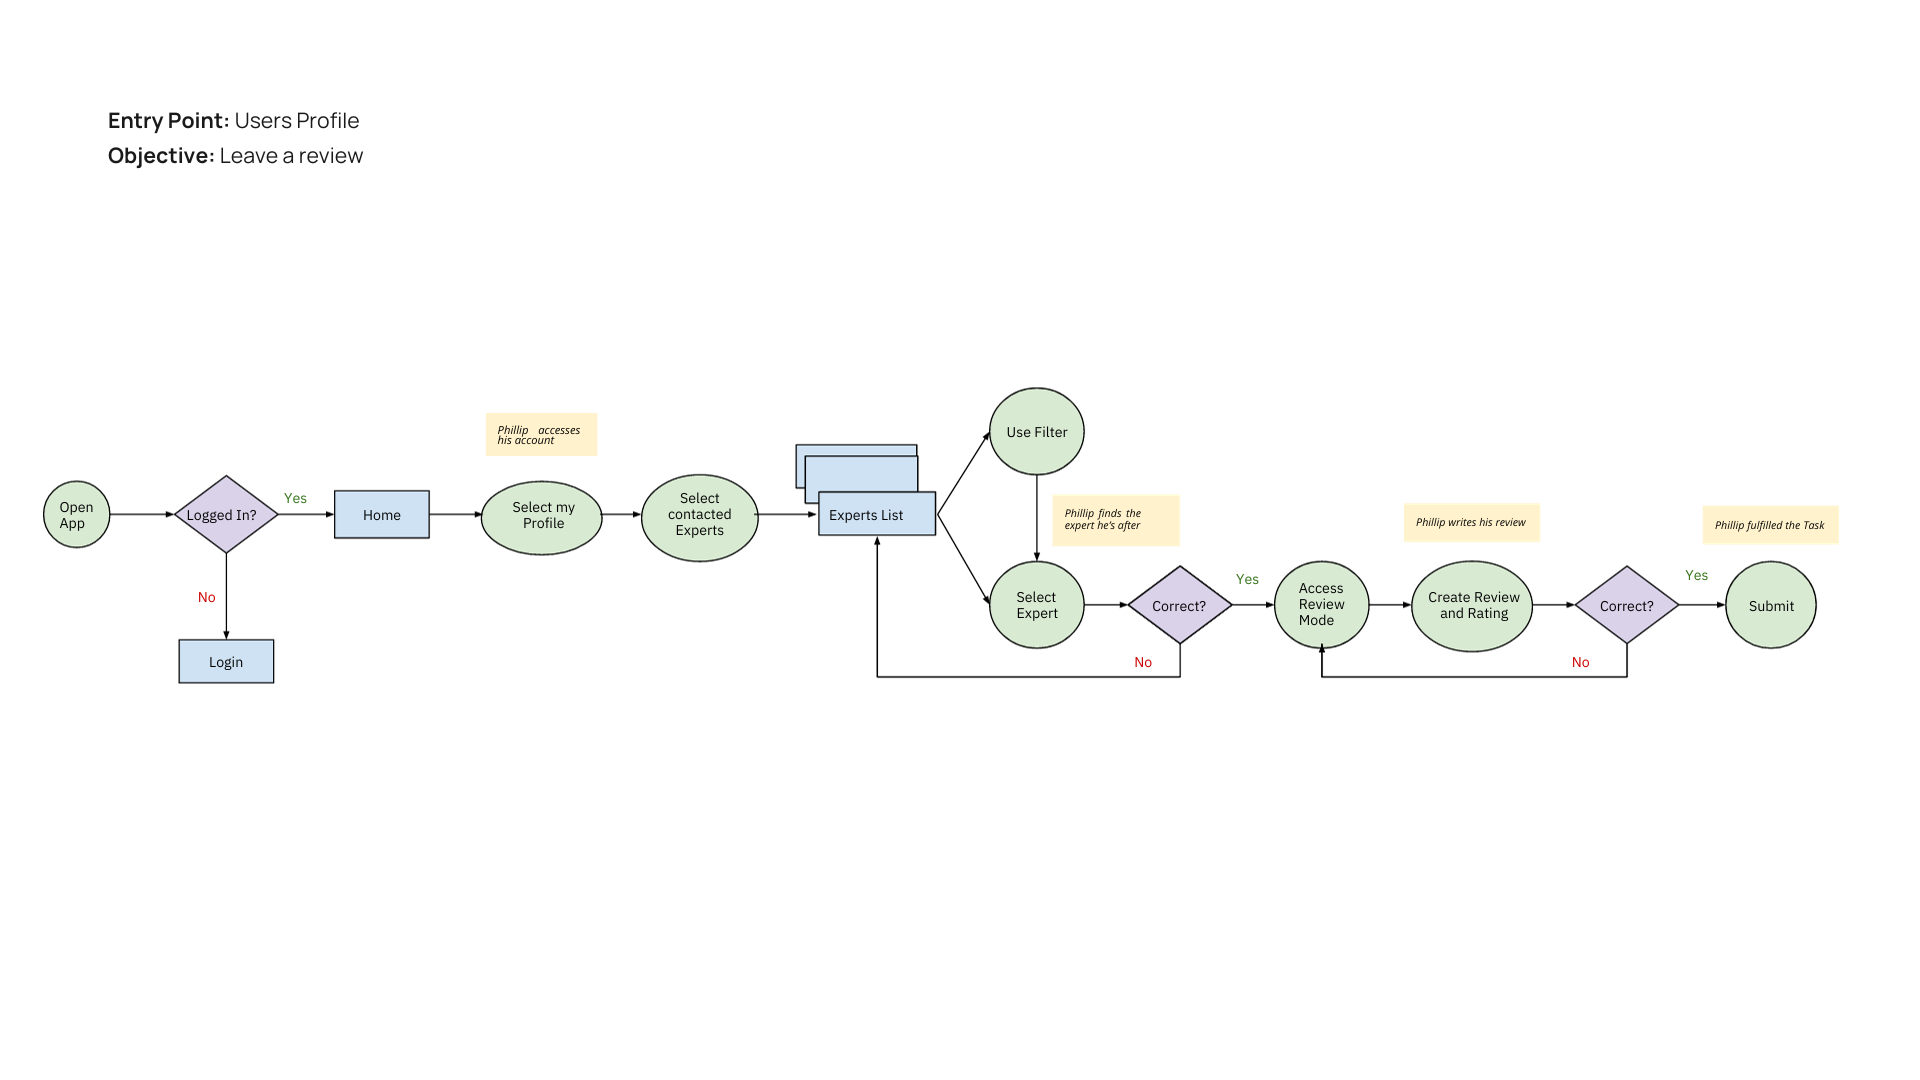 Entry Point: Users Profile
Objective: Leave a review
Open
App
Logged In?
Yes
No
Login
Home
Phillip accesses
his account
Select my
Profile
Select
contacted
Experts
Experts List
Use Filter
Phillip finds the
expert he's after
Select
Expert
Correct?
Yes
No
Access
Review
Mode
Phillip writes his review
Create Review
and Rating
Correct?
Yes
No
Phillip fulfilled the Task
Submit